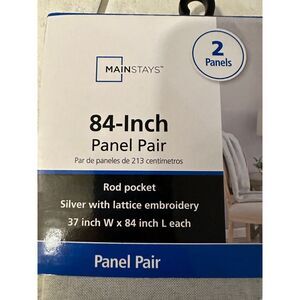 MAINSTAYS™
2
Panels
84-Inch
Panel Pair
Par de paneles de 213 centímetros
Rod pocket
Silver with lattice embroidery
37 inch W x 84 inch L each
Panel Pair